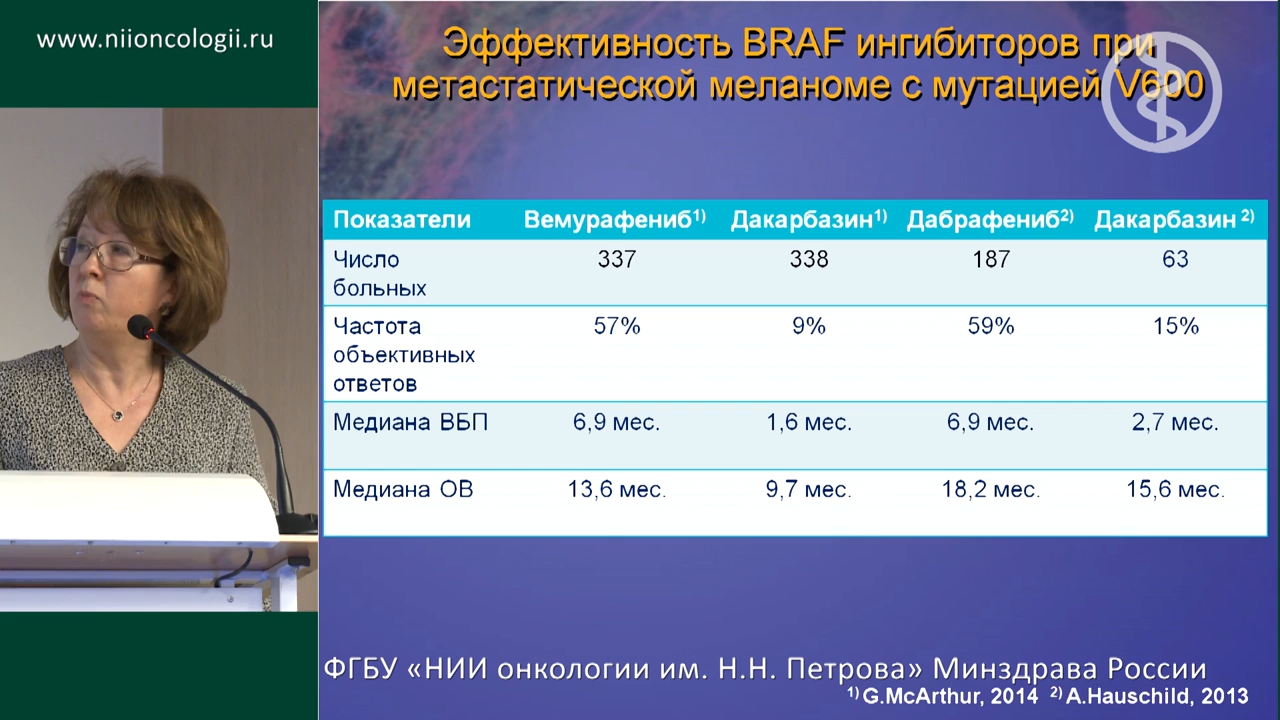 www.niioncologii.ru
Эффективность BRAF ингибиторов при
метастатической меланоме с мутацией V600
Показатели Вемурафениб1) Дакарбазин1) Дабрафениб2) Дакарбазин 2)
Число 337 338 187 63
больных
Частота 57% 9% 59% 15%
объективных
ответов
Медиана ВБП 6,9 мес. 1,6 мес. 6,9 мес. 2,7 мес.
Медиана ОВ 13,6 мес. 9,7 мес. 18,2 мес. 15,6 мес.
ФГБУ «НИИ онкологии им. Н.Н. Петрова» Минздрава России
1) G.McArthur, 2014 2) A.Hauschild, 2013